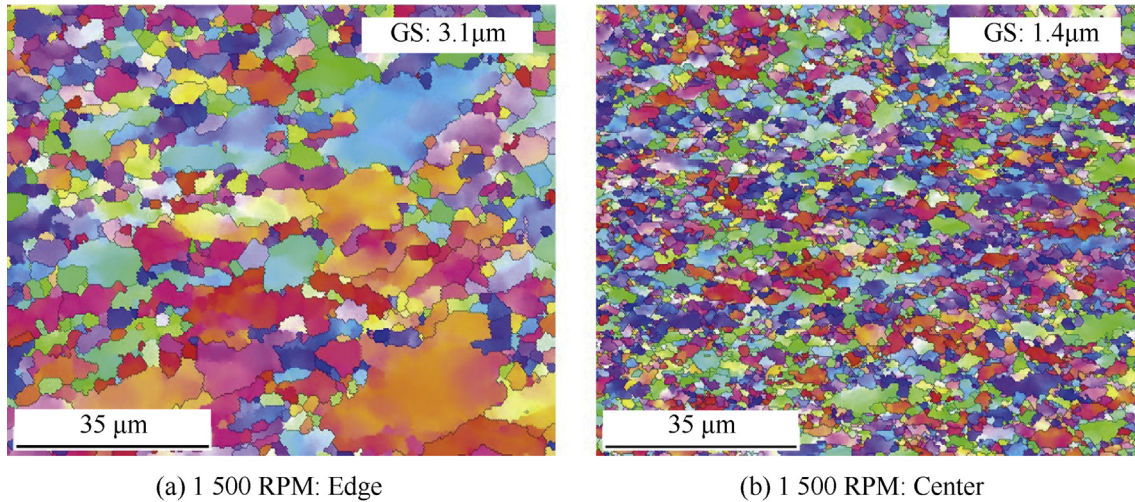 GS: 3.1μm
GS: 1.4μm
35 μm
35 μm
(a) 1 500 RPM: Edge
(b) 1 500 RPM: Center